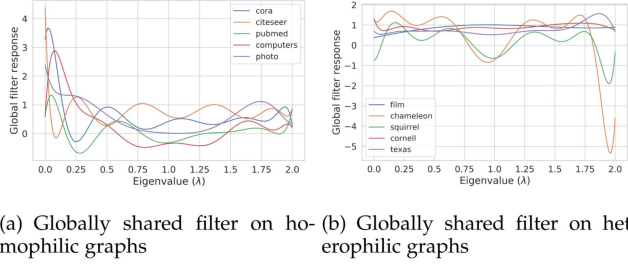 cora
citeseer
pubmed
computers
photo
Global filter response
4
3
2
1
0
0.0
0.25
0.5
0.75
1.0
1.25
1.5
1.75
2.0
Eigenvalue (λ)
film
chameleon
squirrel
cornell
texas
Global filter response
2
1
0
−1
−2
−3
−4
−5
0.0
0.25
0.5
0.75
1.0
1.25
1.5
1.75
2.0
Eigenvalue (λ)
(a) Globally shared filter on ho-
mophilic graphs
(b) Globally shared filter on het
erophilic graphs